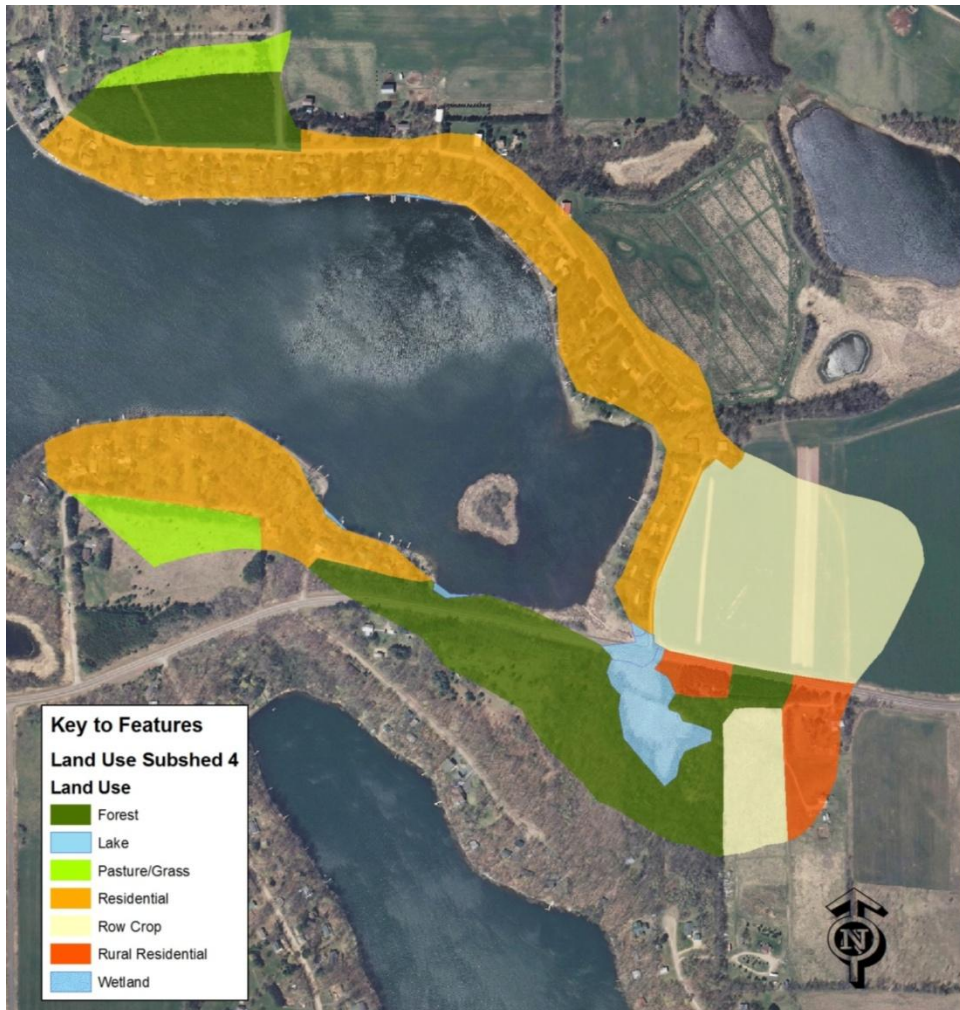 Key to Features
Land Use Subshed 4
Land Use
Forest
Lake
Pasture/Grass
Residential
Row Crop
Rural Residential
Wetland
N